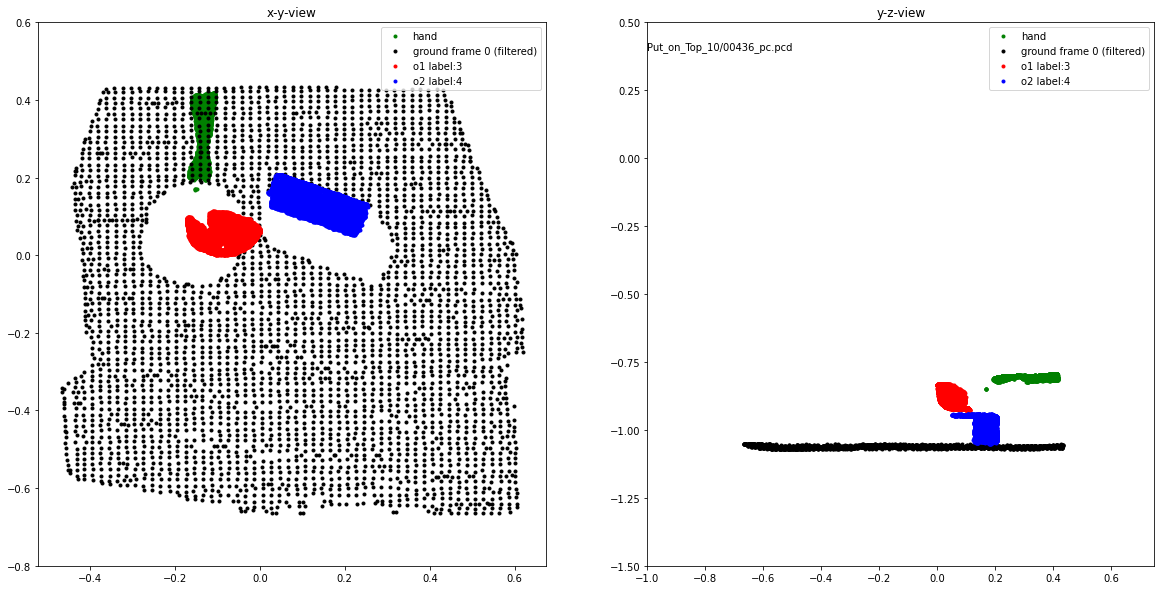 x-y-view
hand
ground frame 0 (filtered)
o1 label:3
o2 label:4
0.6
0.4
0.2
0.0
−0.2
−0.4
−0.6
−0.8
−0.4
−0.2
0.0
0.2
0.4
0.6
y-z-view
Put_on_Top_10/00436_pc.pcd
hand
ground frame 0 (filtered)
o1 label:3
o2 label:4
0.50
0.25
0.00
−0.25
−0.50
−0.75
−1.00
−1.25
−1.50
−1.0
−0.8
−0.6
−0.4
−0.2
0.0
0.2
0.4
0.6